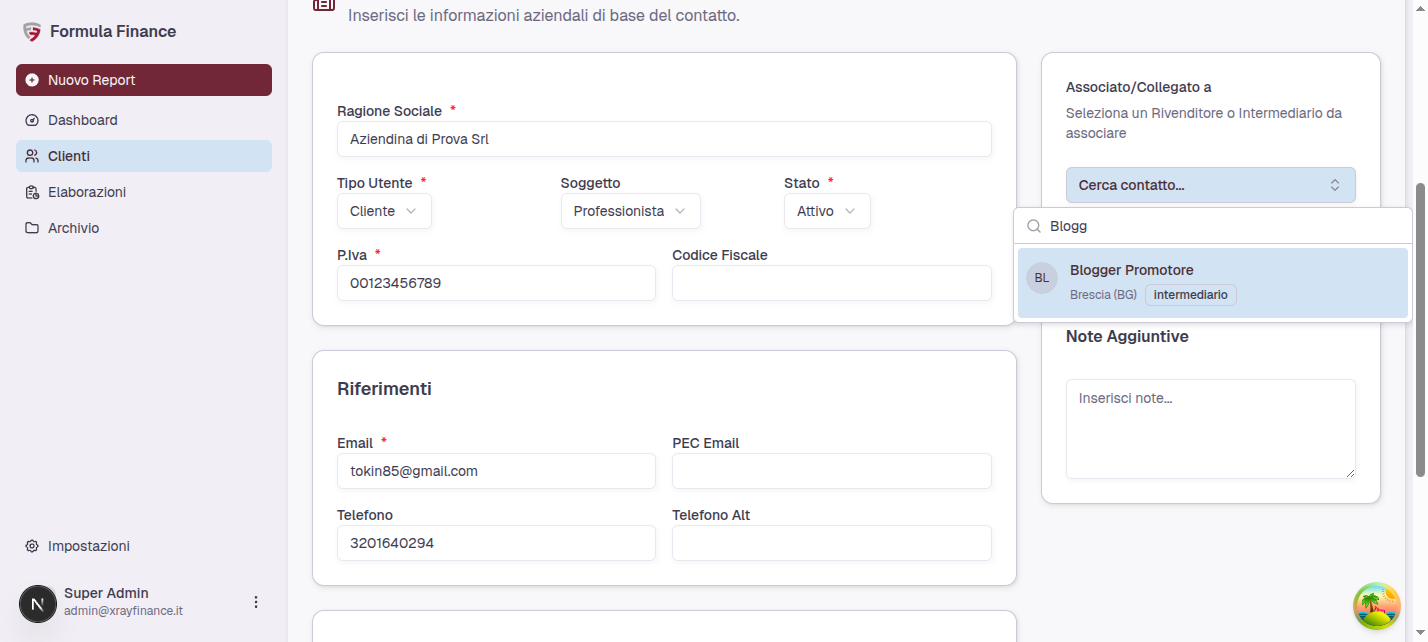 Formula Finance
Nuovo Report
Dashboard
Clienti
Elaborazioni
Archivio
Impostazioni
N
Super Admin
admin@xrayfinance.it
Inserisci le informazioni aziendali di base del contatto.
Ragione Sociale *
Aziendina di Prova Srl
Tipo Utente *
Soggetto
Stato *
Cliente
Professionista
Attivo
P.Iva *
Codice Fiscale
00123456789
Riferimenti
Email *
PEC Email
tokin85@gmail.com
Telefono
Telefono Alt
3201640294
Associato/Collegato a
Seleziona un Rivenditore o Intermediario da
associare
Cerca contatto...
Blogg
BL
Blogger Promotore
Brescia (BG) intermediario
Note Aggiuntive
Inserisci note...